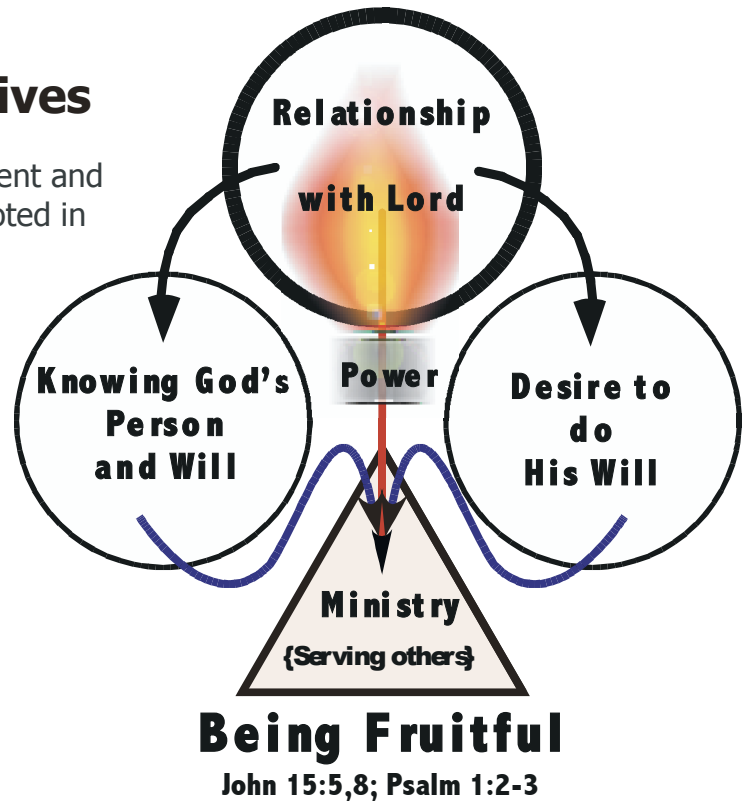 ives
ent and
oted in
Relationship
with Lord
Knowing God's
Person
and Will
Power
Desire to
do
His Will
Ministry
{Serving others}
Being Fruitful
John 15:5,8; Psalm 1:2-3